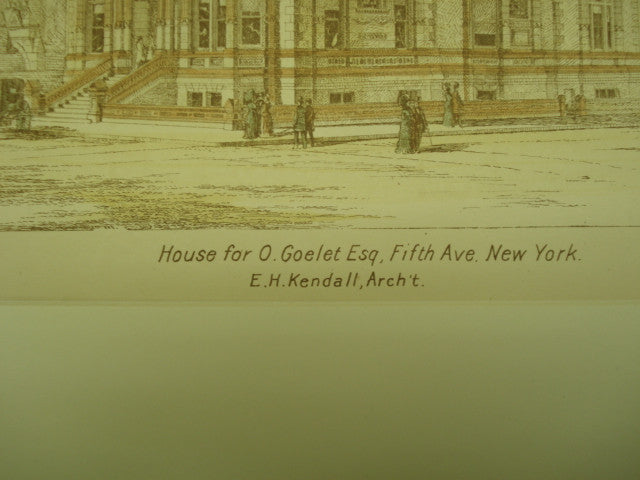 House for O. Goelet Esq, Fifth Ave. New York.
E.H. Kendall, Arch't.